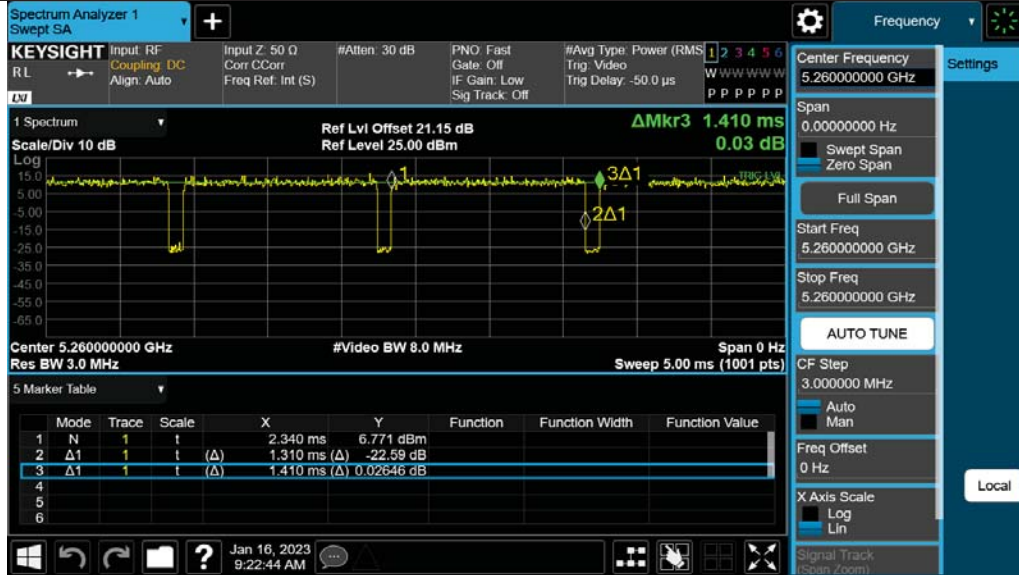 Spectrum Analyzer 1
Swept SA
+
Frequency
KEYSIGHT
RL
LXI
Input: RF
Coupling: DC
Align: Auto
Input Z: 50 Ω
Corr CCorr
Freq Ref: Int (S)
#Atten: 30 dB
PNO: Fast
Gate: Off
IF Gain: Low
Sig Track: Off
#Avg Type: Power (RMS
Trig: Video
Trig Delay: -50.0 µs
1 2 3 4 5 6
W W W W W W
P P P P P P
1 Spectrum
Scale/Div 10 dB
Ref Lvl Offset 21.15 dB
Ref Level 25.00 dBm
ΔMkr3 1.410 ms
0.03 dB
Log
15.0
5.00
-5.00
-15.0
-25.0
-35.0
-45.0
-55.0
-65.0
1
3Δ1
TRIG LVL
2Δ1
Center 5.260000000 GHz
#Video BW 8.0 MHz
Span 0 Hz
Res BW 3.0 MHz
Sweep 5.00 ms (1001 pts)
5 Marker Table
Mode Trace Scale X Y Function Function Width Function Value
1 N 1 t 2.340 ms 6.771 dBm
2 Δ1 1 t (Δ) 1.310 ms (Δ) -22.59 dB
3 Δ1 1 t (Δ) 1.410 ms (Δ) 0.02646 dB
4
5
6
?
Jan 16, 2023
9:22:44 AM
Center Frequency
5.260000000 GHz
Span
0.00000000 Hz
Swept Span
Zero Span
Full Span
Start Freq
5.260000000 GHz
Stop Freq
5.260000000 GHz
AUTO TUNE
CF Step
3.000000 MHz
Auto
Man
Freq Offset
0 Hz
X Axis Scale
Log
Lin
Signal Track
(Span Zoom)
Settings
Local